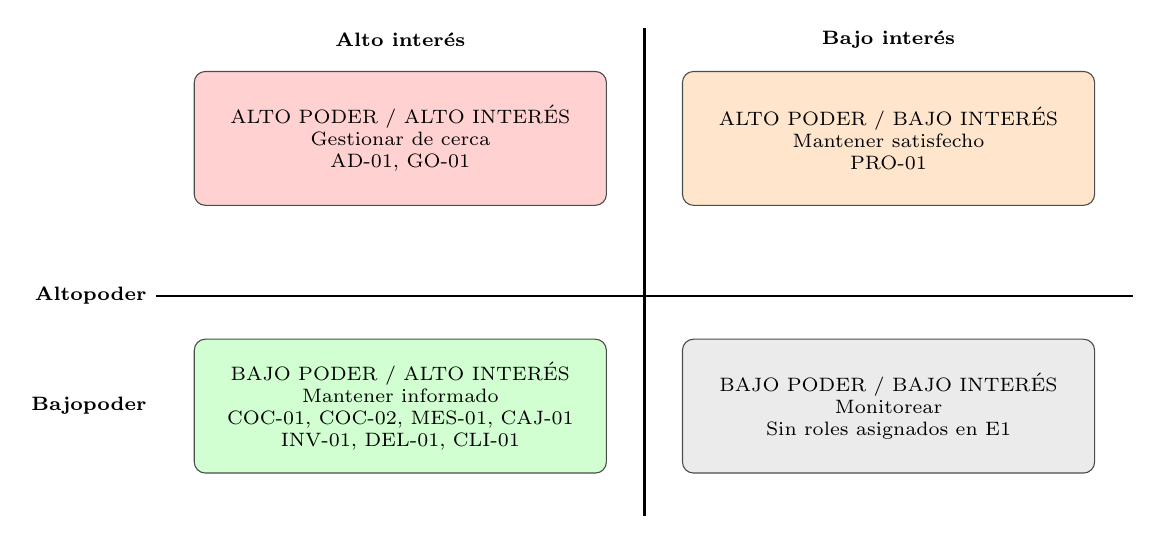 Alto interés
Bajo interés
ALTO PODER / ALTO INTERÉS
Gestionar de cerca
AD-01, GO-01
ALTO PODER / BAJO INTERÉS
Mantener satisfecho
PRO-01
Altopoder
BAJO PODER / ALTO INTERÉS
Mantener informado
COC-01, COC-02, MES-01, CAJ-01
INV-01, DEL-01, CLI-01
BAJO PODER / BAJO INTERÉS
Monitorear
Sin roles asignados en E1
Bajopoder